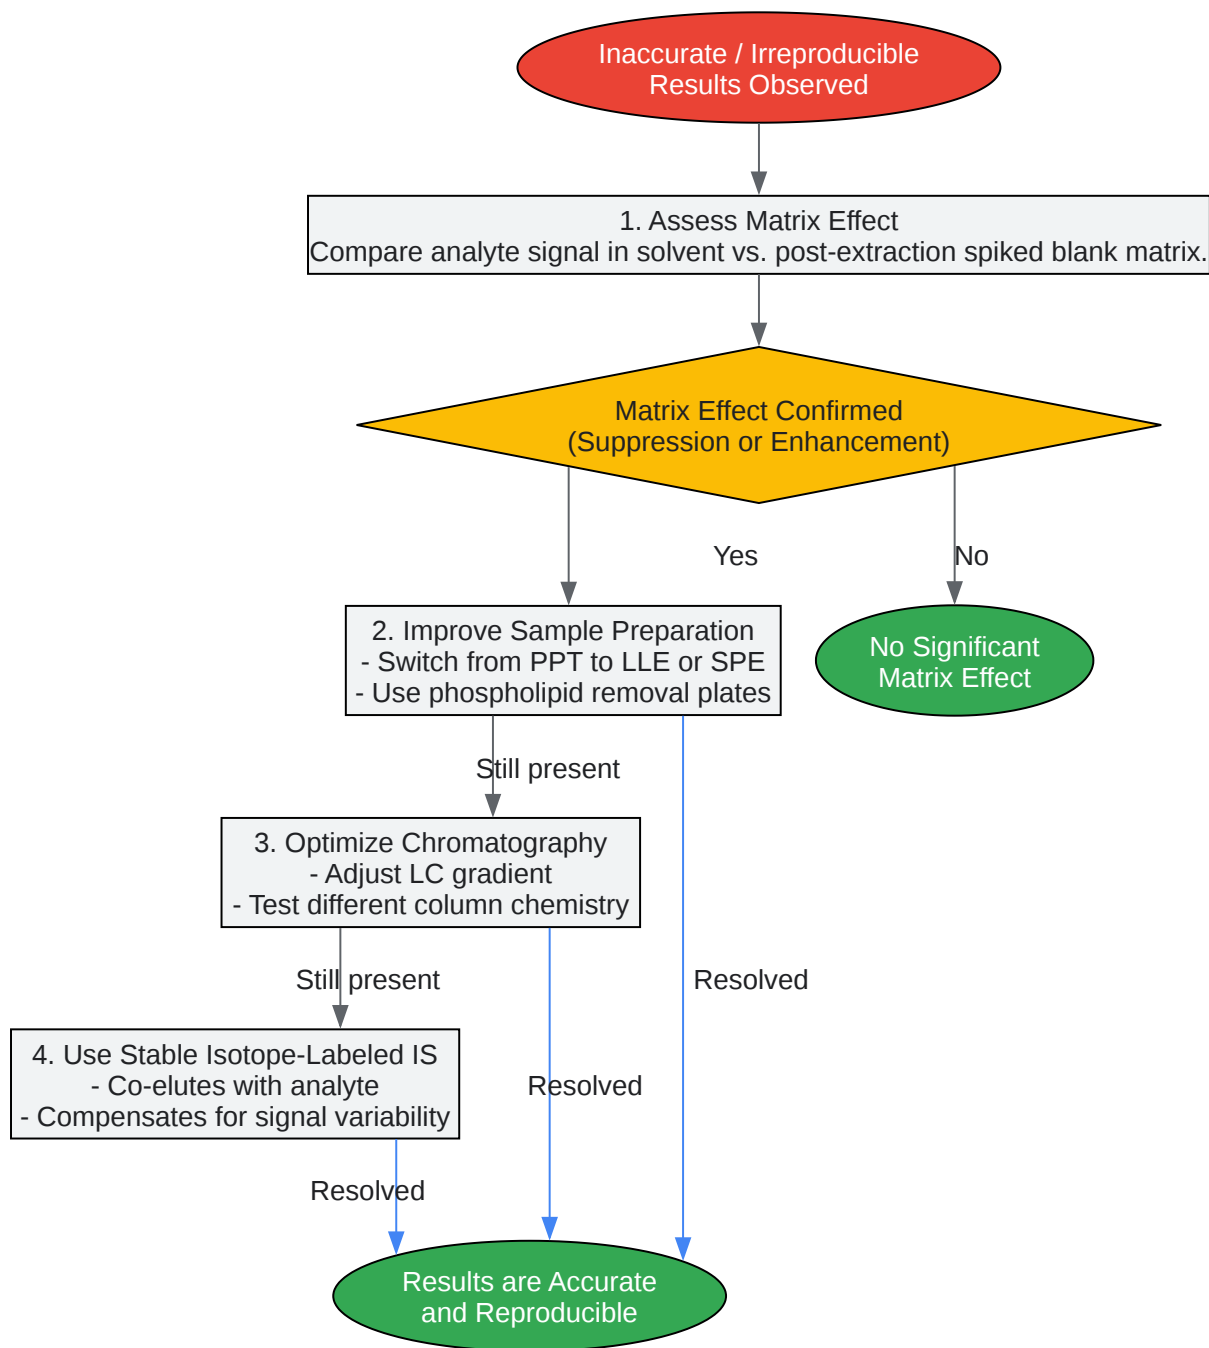 Inaccurate / Irreproducible
Results Observed
1. Assess Matrix Effect
Compare analyte signal in solvent vs. post-extraction spiked blank matrix.
Matrix Effect Confirmed
(Suppression or Enhancement)
Yes
No
2. Improve Sample Preparation
- Switch from PPT to LLE or SPE
- Use phospholipid removal plates
No Significant
Matrix Effect
Still present
3. Optimize Chromatography
- Adjust LC gradient
- Test different column chemistry
Still present
Resolved
4. Use Stable Isotope-Labeled IS
- Co-elutes with analyte
- Compensates for signal variability
Resolved
Resolved
Results are Accurate
and Reproducible